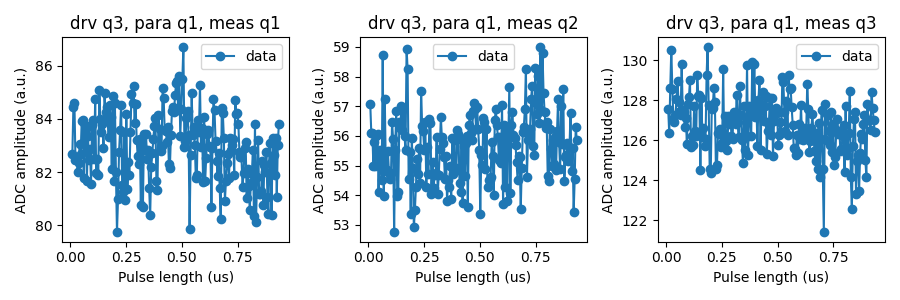 drv q3, para q1, meas q1
drv q3, para q1, meas q2
drv q3, para q1, meas q3
ADC amplitude (a.u.)
86
84
82
80
data
0.00
0.25
0.50
0.75
Pulse length (us)
ADC amplitude (a.u.)
59
58
57
56
55
54
53
data
0.00
0.25
0.50
0.75
Pulse length (us)
ADC amplitude (a.u.)
130
128
126
124
122
data
0.00
0.25
0.50
0.75
Pulse length (us)